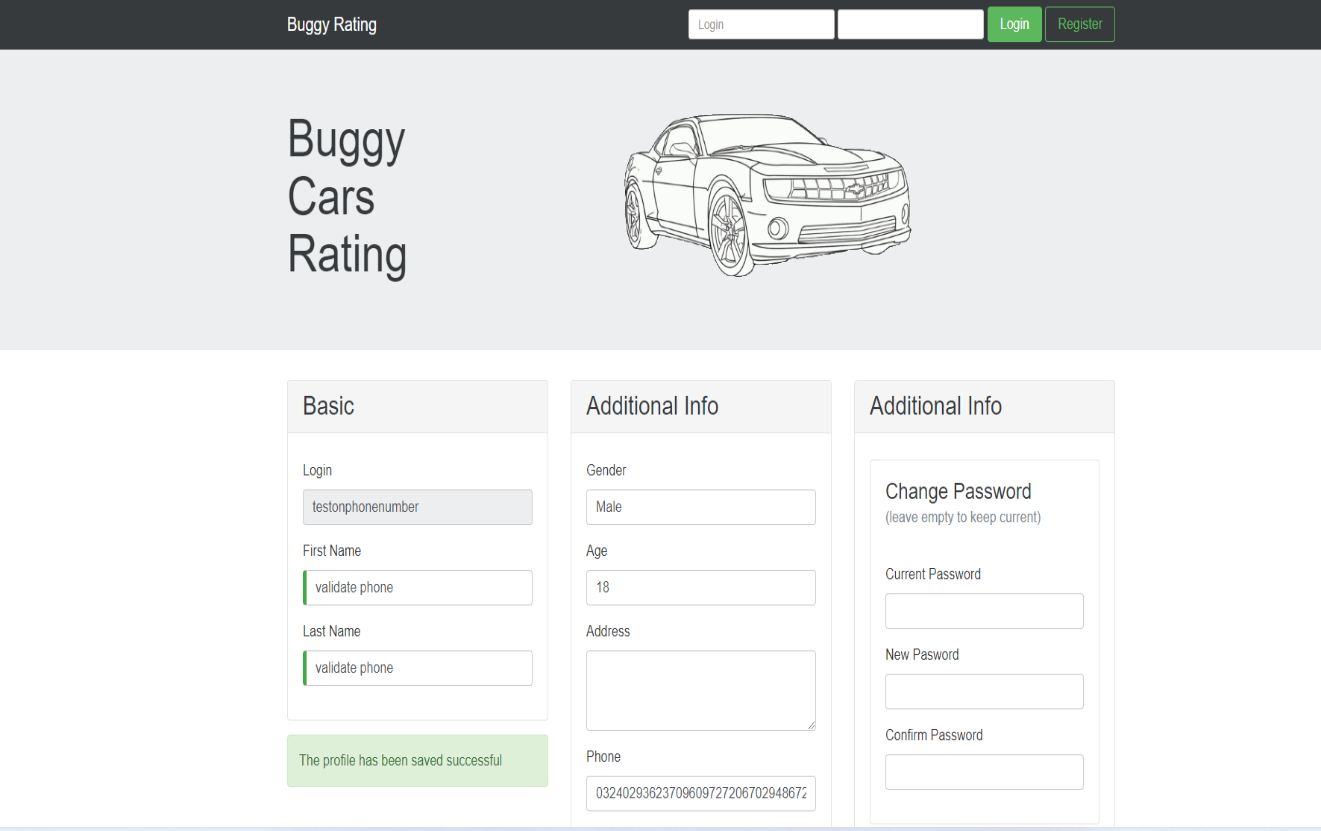 Buggy Rating
Login
Login
Register
Buggy
Cars
Rating
Basic
Login
testonphonenumber
First Name
validate phone
Last Name
validate phone
The profile has been saved successful
Additional Info
Gender
Male
Age
18
Address
Phone
03240293623709609727206702948672
Additional Info
Change Password
(leave empty to keep current)
Current Password
New Pasword
Confirm Password